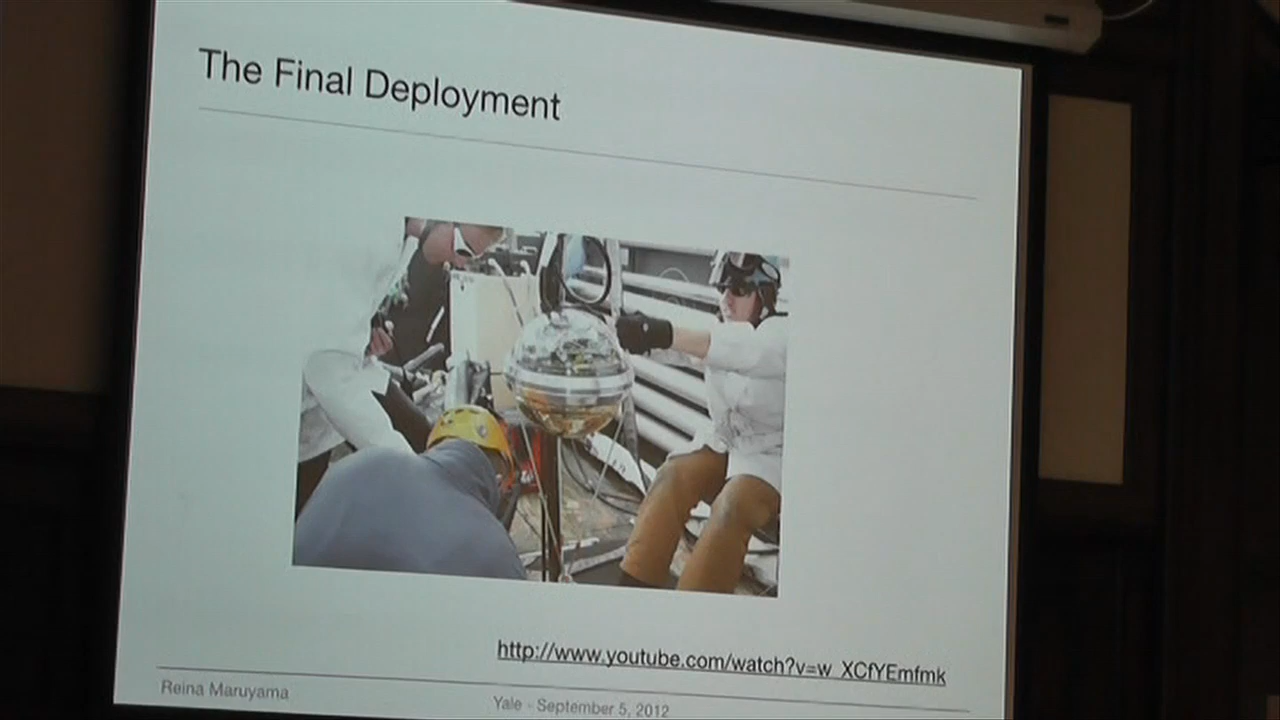 The Final Deployment
http://www.youtube.com/watch?v=w_XCfYEmfmk
Reina Maruyama
Yale - September 5, 2012